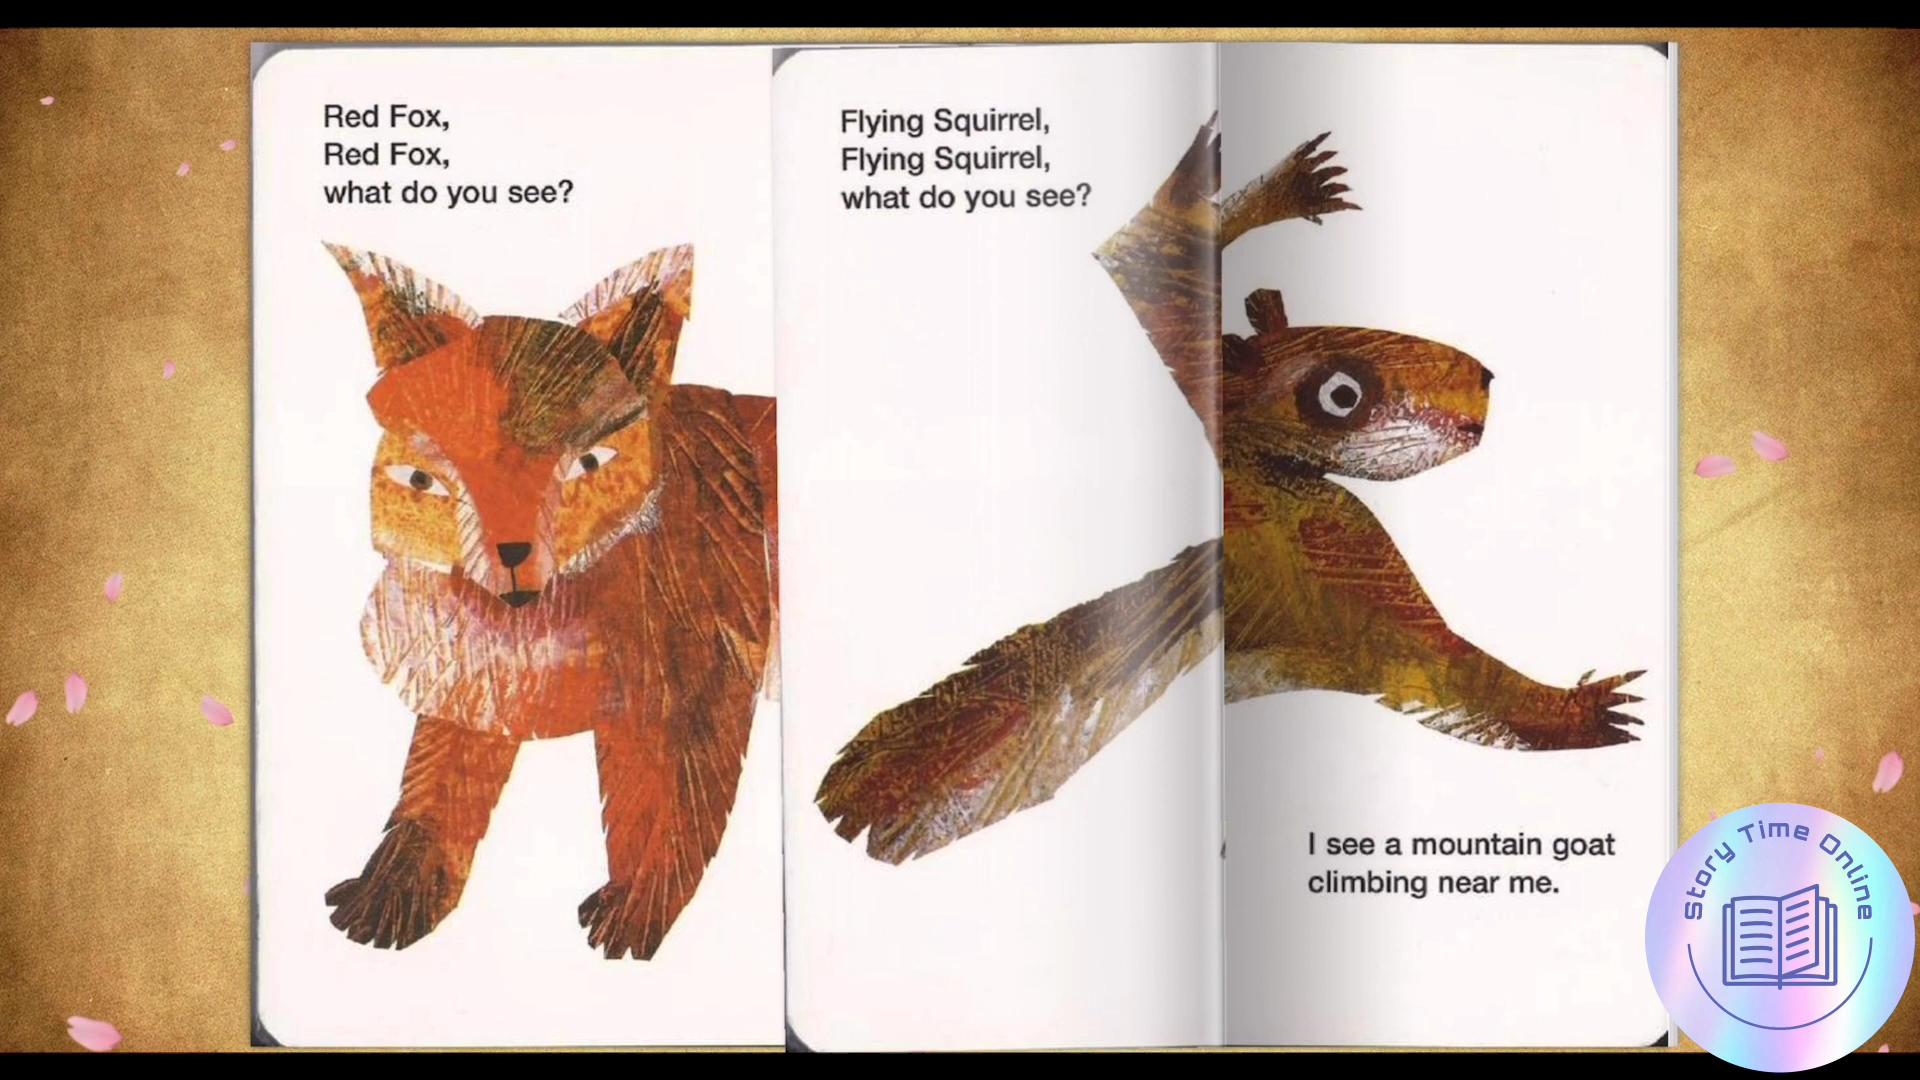 Red Fox,
Red Fox,
what do you see?
Flying Squirrel,
Flying Squirrel,
what do you see?
I see a mountain goat
climbing near me.
Story Time Online